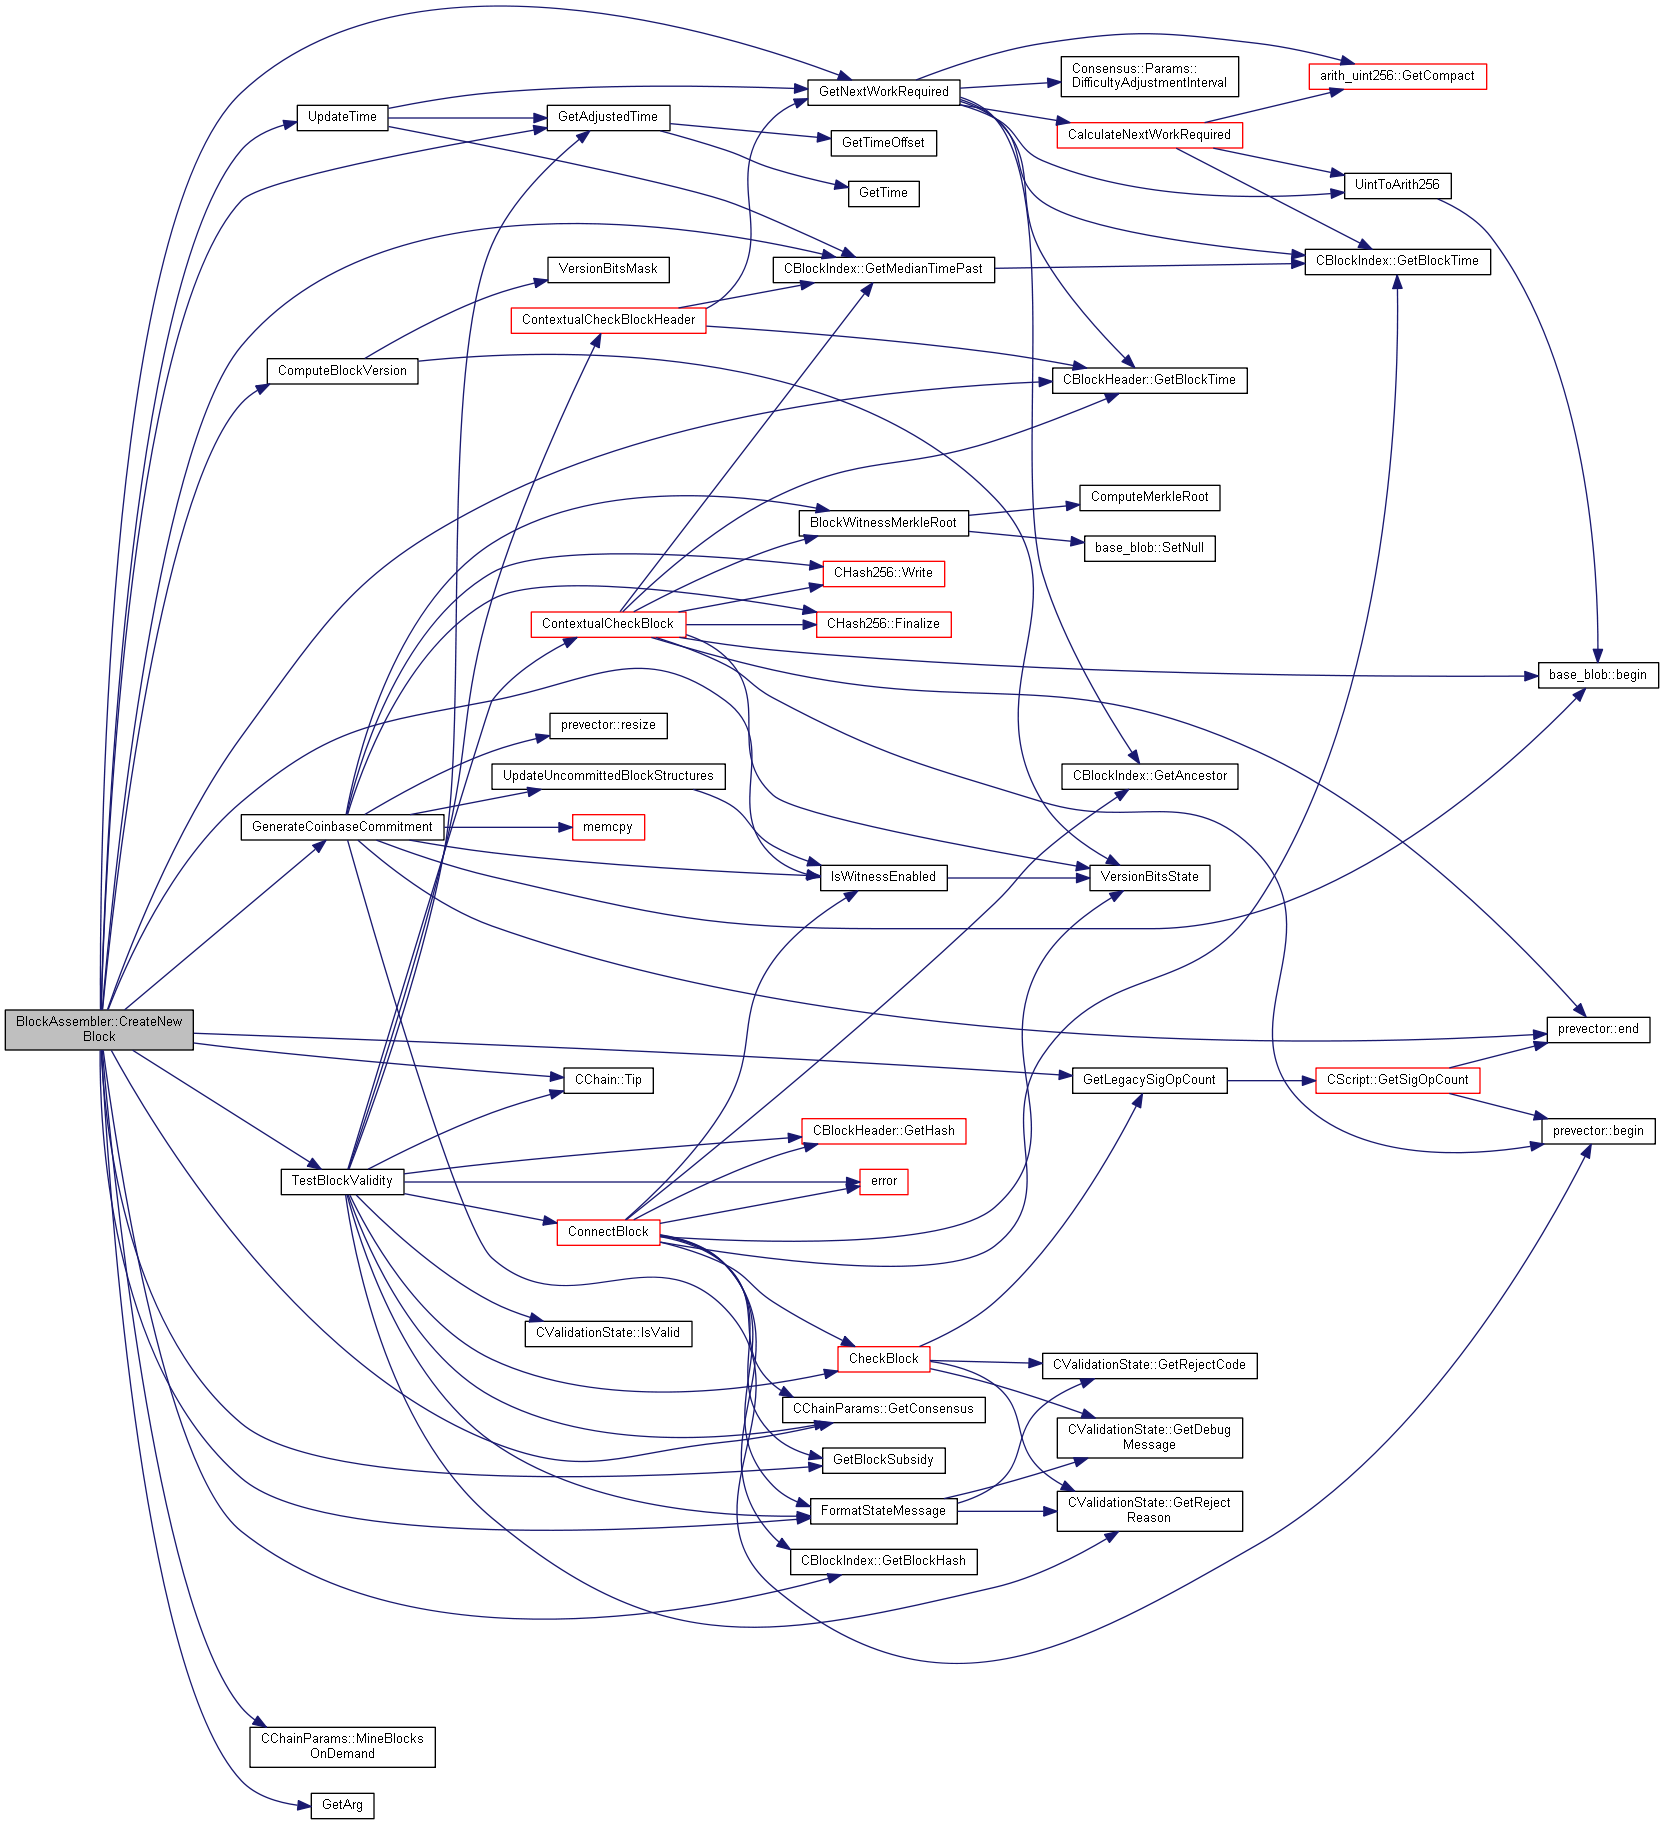 Consensus::Params::
DifficultyAdjustmentInterval
arith_uint256::GetCompact
GetNextWorkRequired
UpdateTime
GetAdjustedTime
CalculateNextWorkRequired
GetTimeOffset
UintToArith256
GetTime
CBlockIndex::GetBlockTime
VersionBitsMask
CBlockIndex::GetMedianTimePast
ContextualCheckBlockHeader
ComputeBlockVersion
CBlockHeader::GetBlockTime
ComputeMerkleRoot
BlockWitnessMerkleRoot
base_blob::SetNull
CHash256::Write
ContextualCheckBlock
CHash256::Finalize
base_blob::begin
prevector::resize
UpdateUncommittedBlockStructures
CBlockIndex::GetAncestor
GenerateCoinbaseCommitment
memcpy
IsWitnessEnabled
VersionBitsState
BlockAssembler::CreateNew
Block
prevector::end
CChain::Tip
GetLegacySigOpCount
CScript::GetSigOpCount
CBlockHeader::GetHash
prevector::begin
TestBlockValidity
error
ConnectBlock
CValidationState::IsValid
CheckBlock
CValidationState::GetRejectCode
CChainParams::GetConsensus
CValidationState::GetDebug
Message
GetBlockSubsidy
FormatStateMessage
CValidationState::GetReject
Reason
CBlockIndex::GetBlockHash
CChainParams::MineBlocks
OnDemand
GetArg